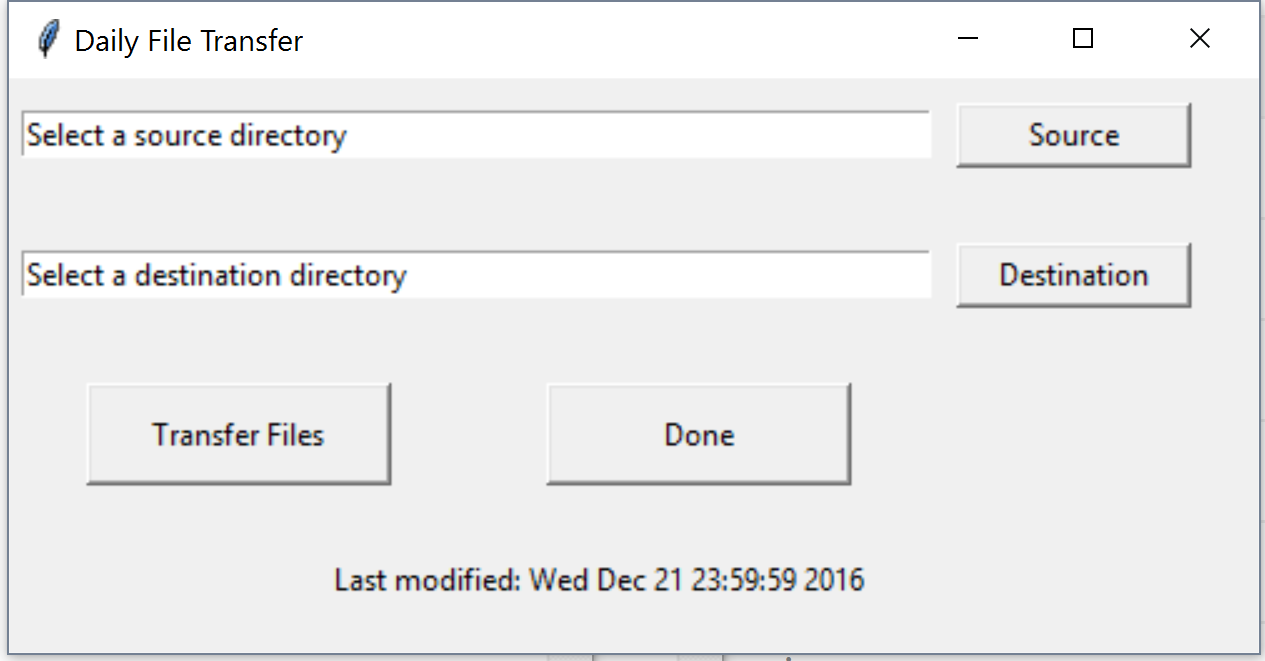 Daily File Transfer
Select a source directory
Source
Select a destination directory
Destination
Transfer Files
Done
Last modified: Wed Dec 21 23:59:59 2016